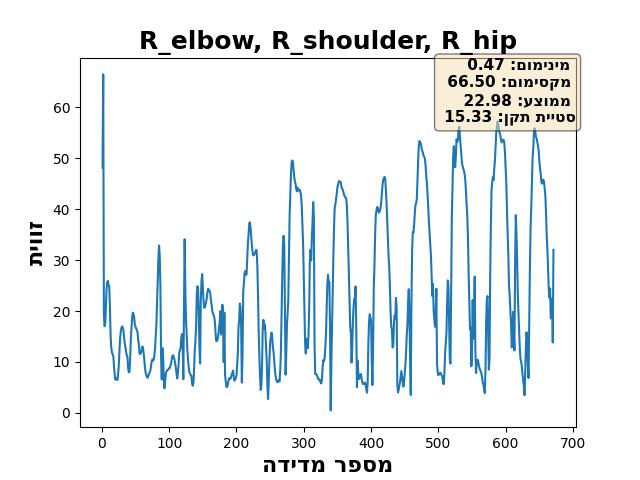 R_elbow, R_shoulder, R_hip
מינימום: 0.47
מקסימום: 66.50
ממוצע: 22.98
סטיית תקן: 15.33
זווית
60
50
40
30
20
10
0
0 100 200 300 400 500 600 700
מספר מדידה